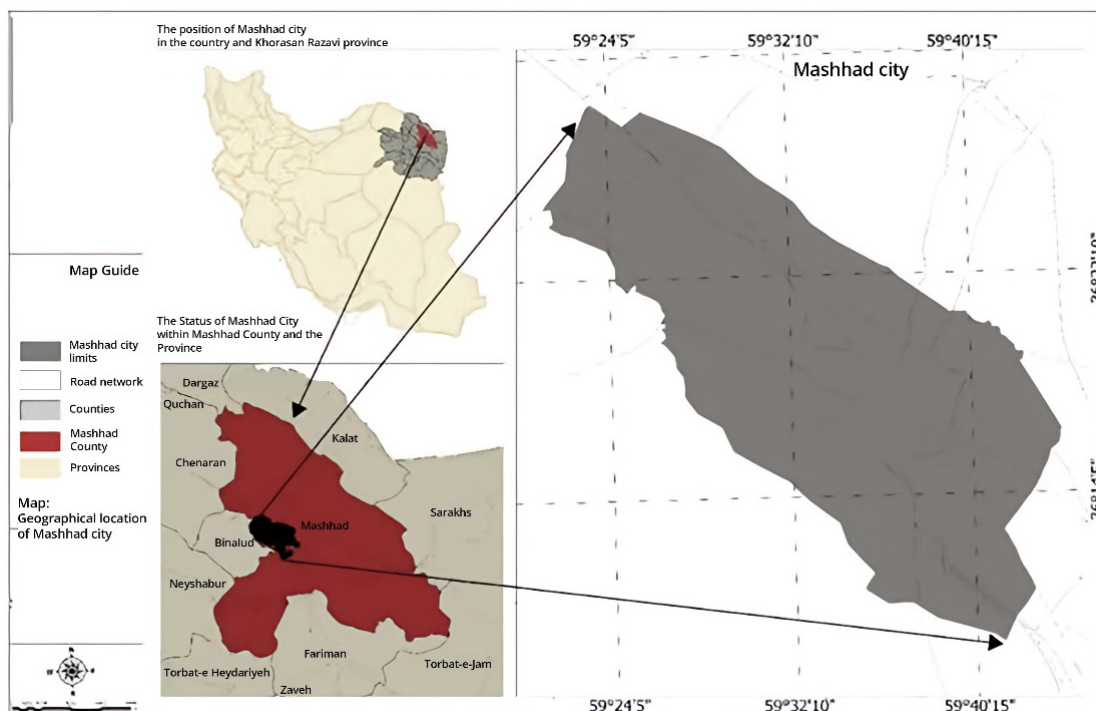 The position of Mashhad city
in the country and Khorasan Razavi province
Map Guide
Mashhad city
limits
Road network
Counties
Mashhad
County
Provinces
Map:
Geographical location
of Mashhad city
The Status of Mashhad City
within Mashhad County and the
Province
Dargaz
Quchan
Kalat
Chenaran
Sarakhs
Mashhad
Binalud
Neyshabur
Fariman
Torbat-e Heydariyeh
Torbat-e-Jam
Zaveh
59°24'5"
59°32'10"
59°40'15"
Mashhad city
59°24'5"
59°32'10"
59°40'15"